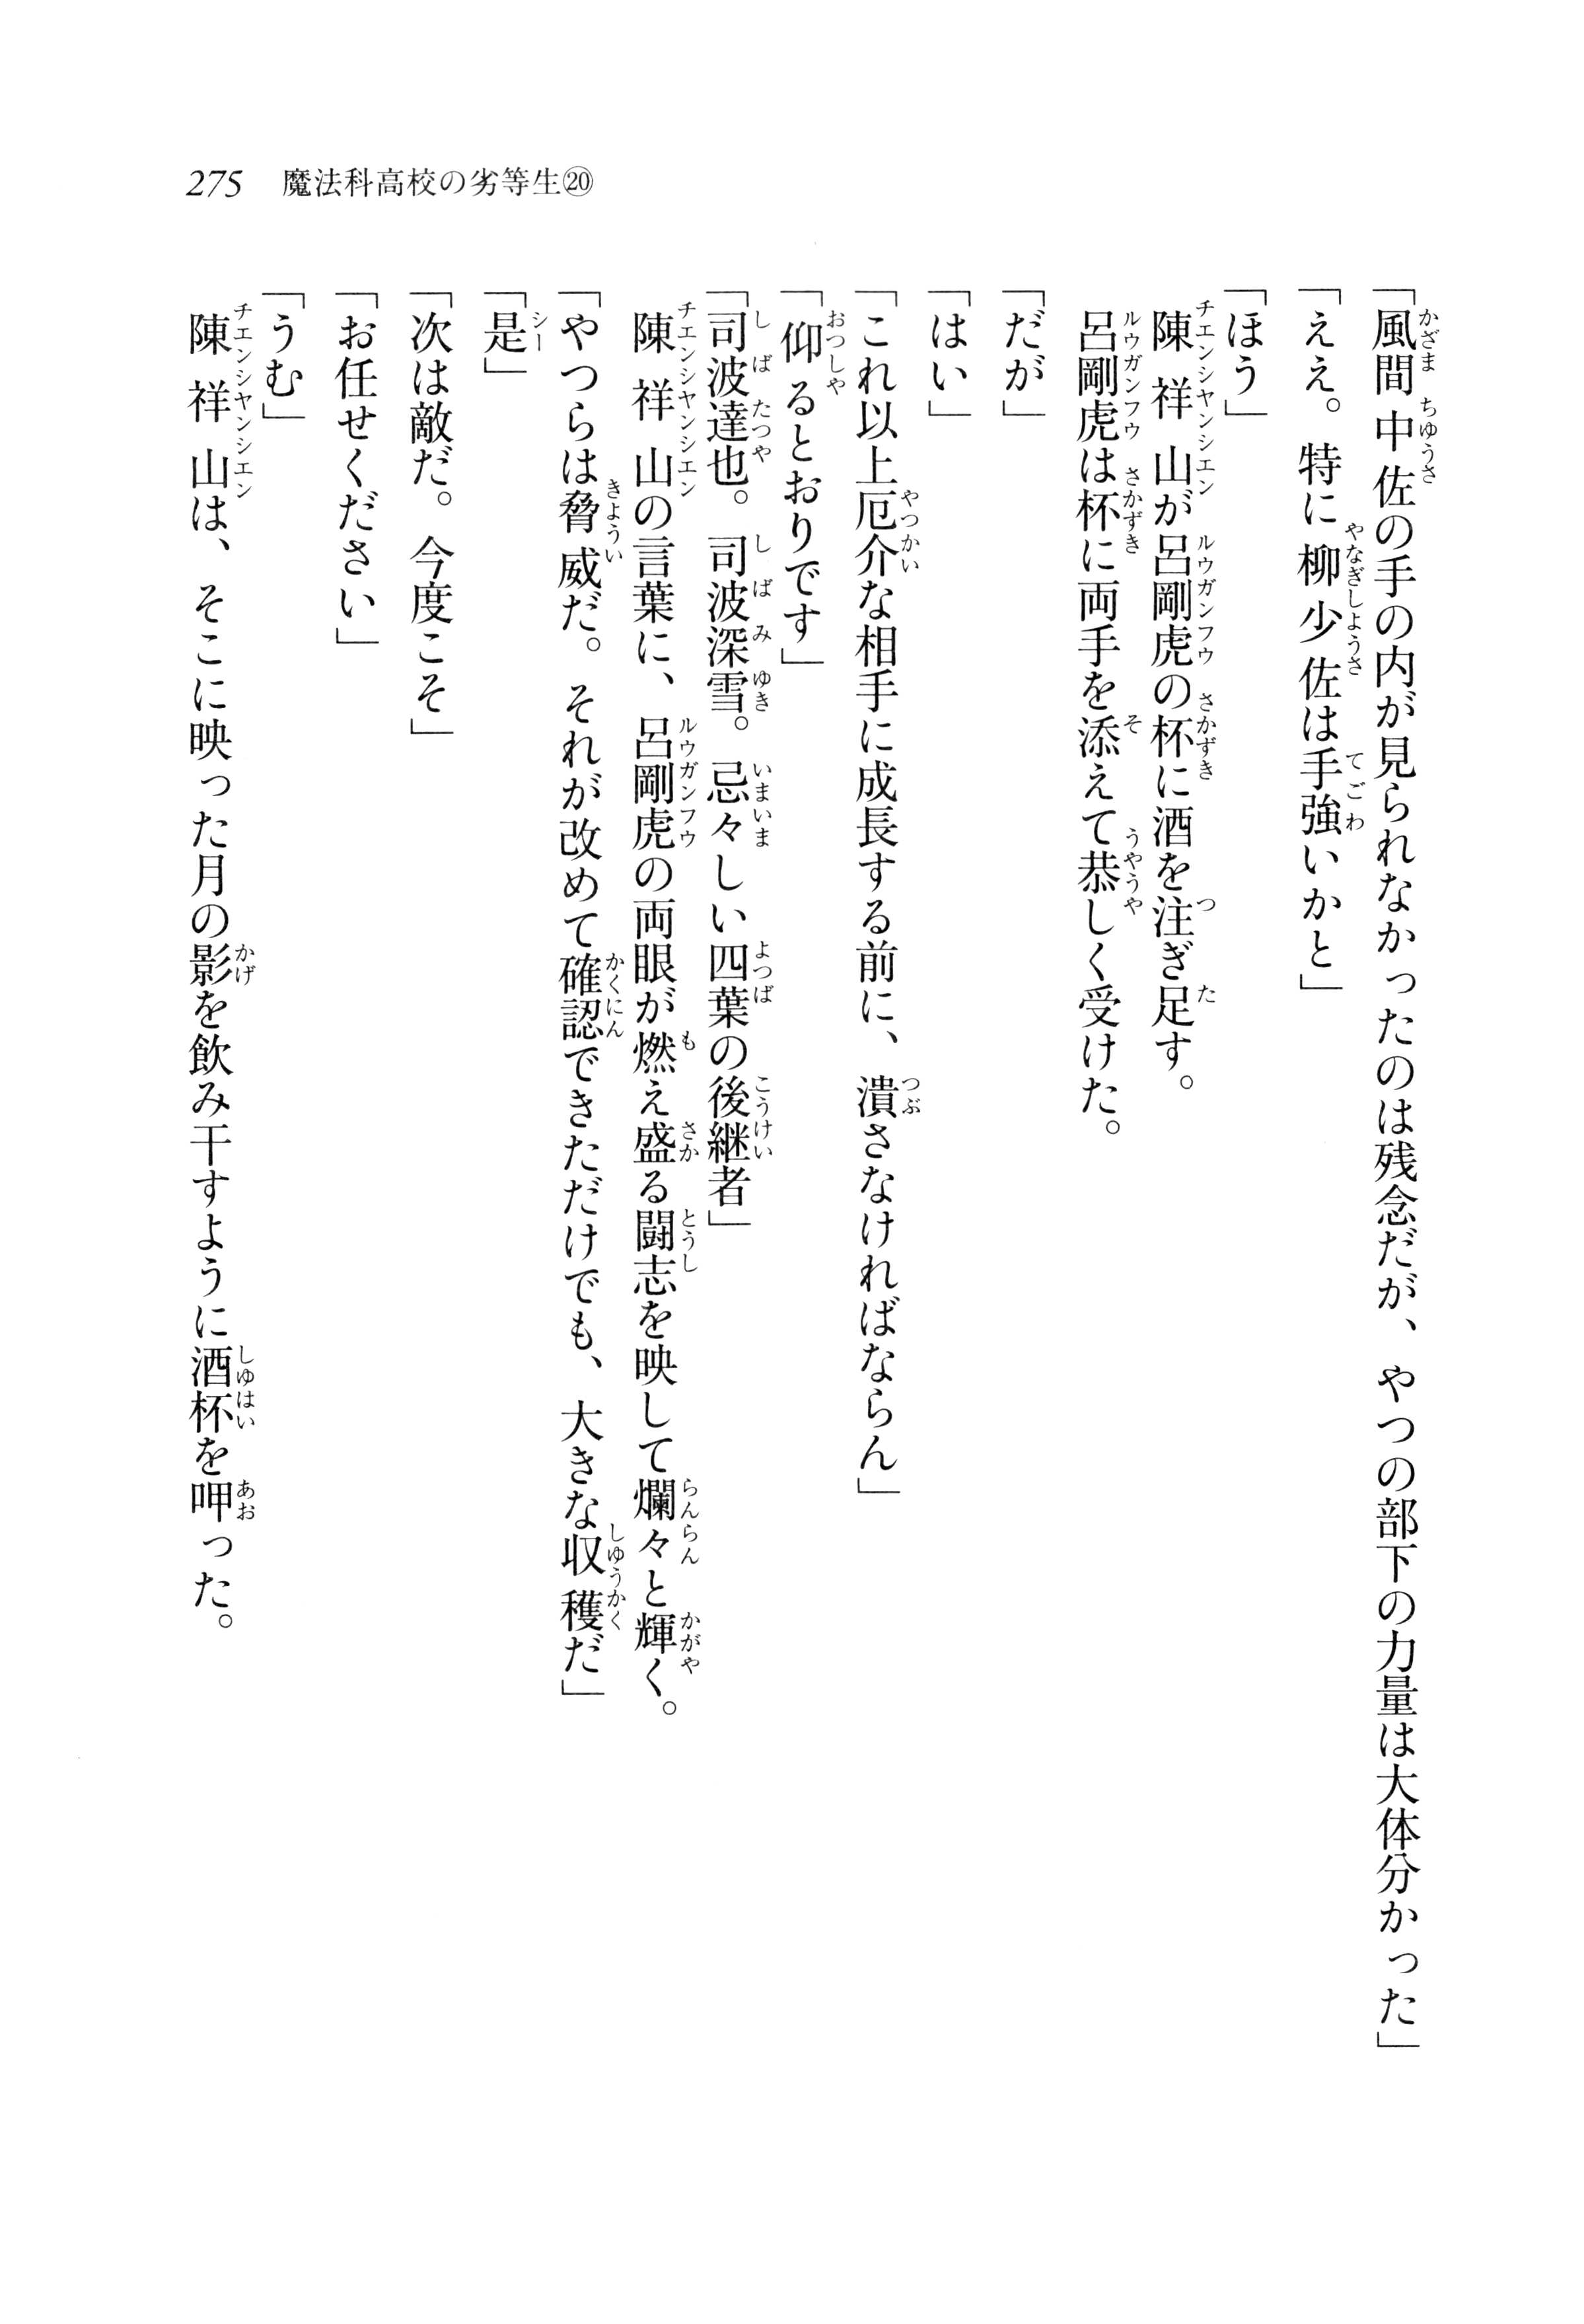 275 魔法科高校の劣等生⑳
「風間中佐の手の内が見られなかったのは残念だが、やつの部下の力量は大体分かった」
「ええ。特に柳少佐は手強いかと」
「ほう」
陳祥山が呂剛虎の杯に酒を注ぎ足す。
呂剛虎は杯に両手を添えて恭しく受けた。
「だが」
「はい」
「これ以上厄介な相手に成長する前に、潰さなければならん」
「仰るとおりです」
「司波達也。司波深雪。忌々しい四葉の後継者」
陳祥山の言葉に、呂剛虎の両眼が燃え盛る闘志を映して爛々と輝く。
「やつらは脅威だ。それが改めて確認できただけでも、大きな収穫だ」
「是」
「次は敵だ。今度こそ」
「お任せください」
「うむ」
陳祥山は、そこに映った月の影を飲み干すように酒杯を呷った。